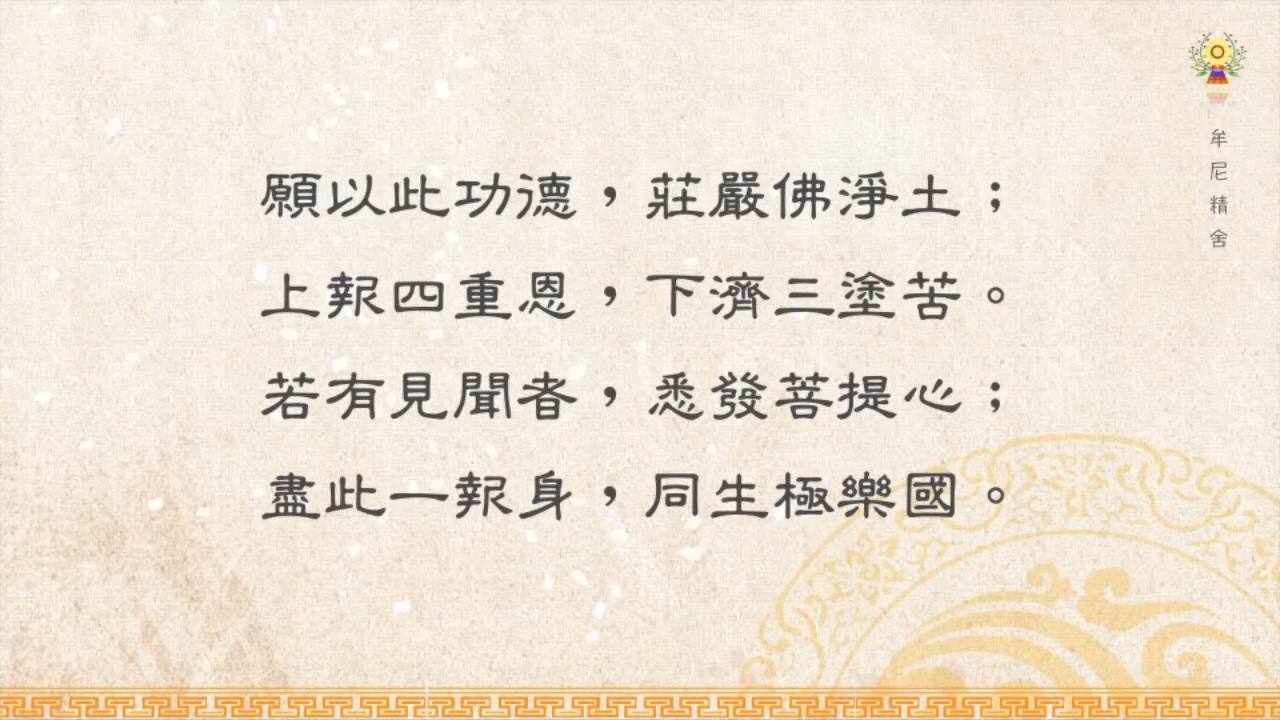 願以此功德，莊嚴佛淨土；
上報四重恩，下濟三塗苦。
若有見聞者，悉發菩提心；
盡此一報身，同生極樂國。
牟尼精舍